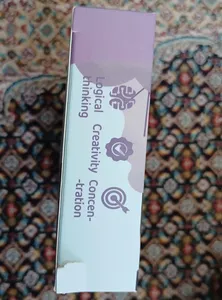 Logical
thinking
Creativity
Concen-
-tration